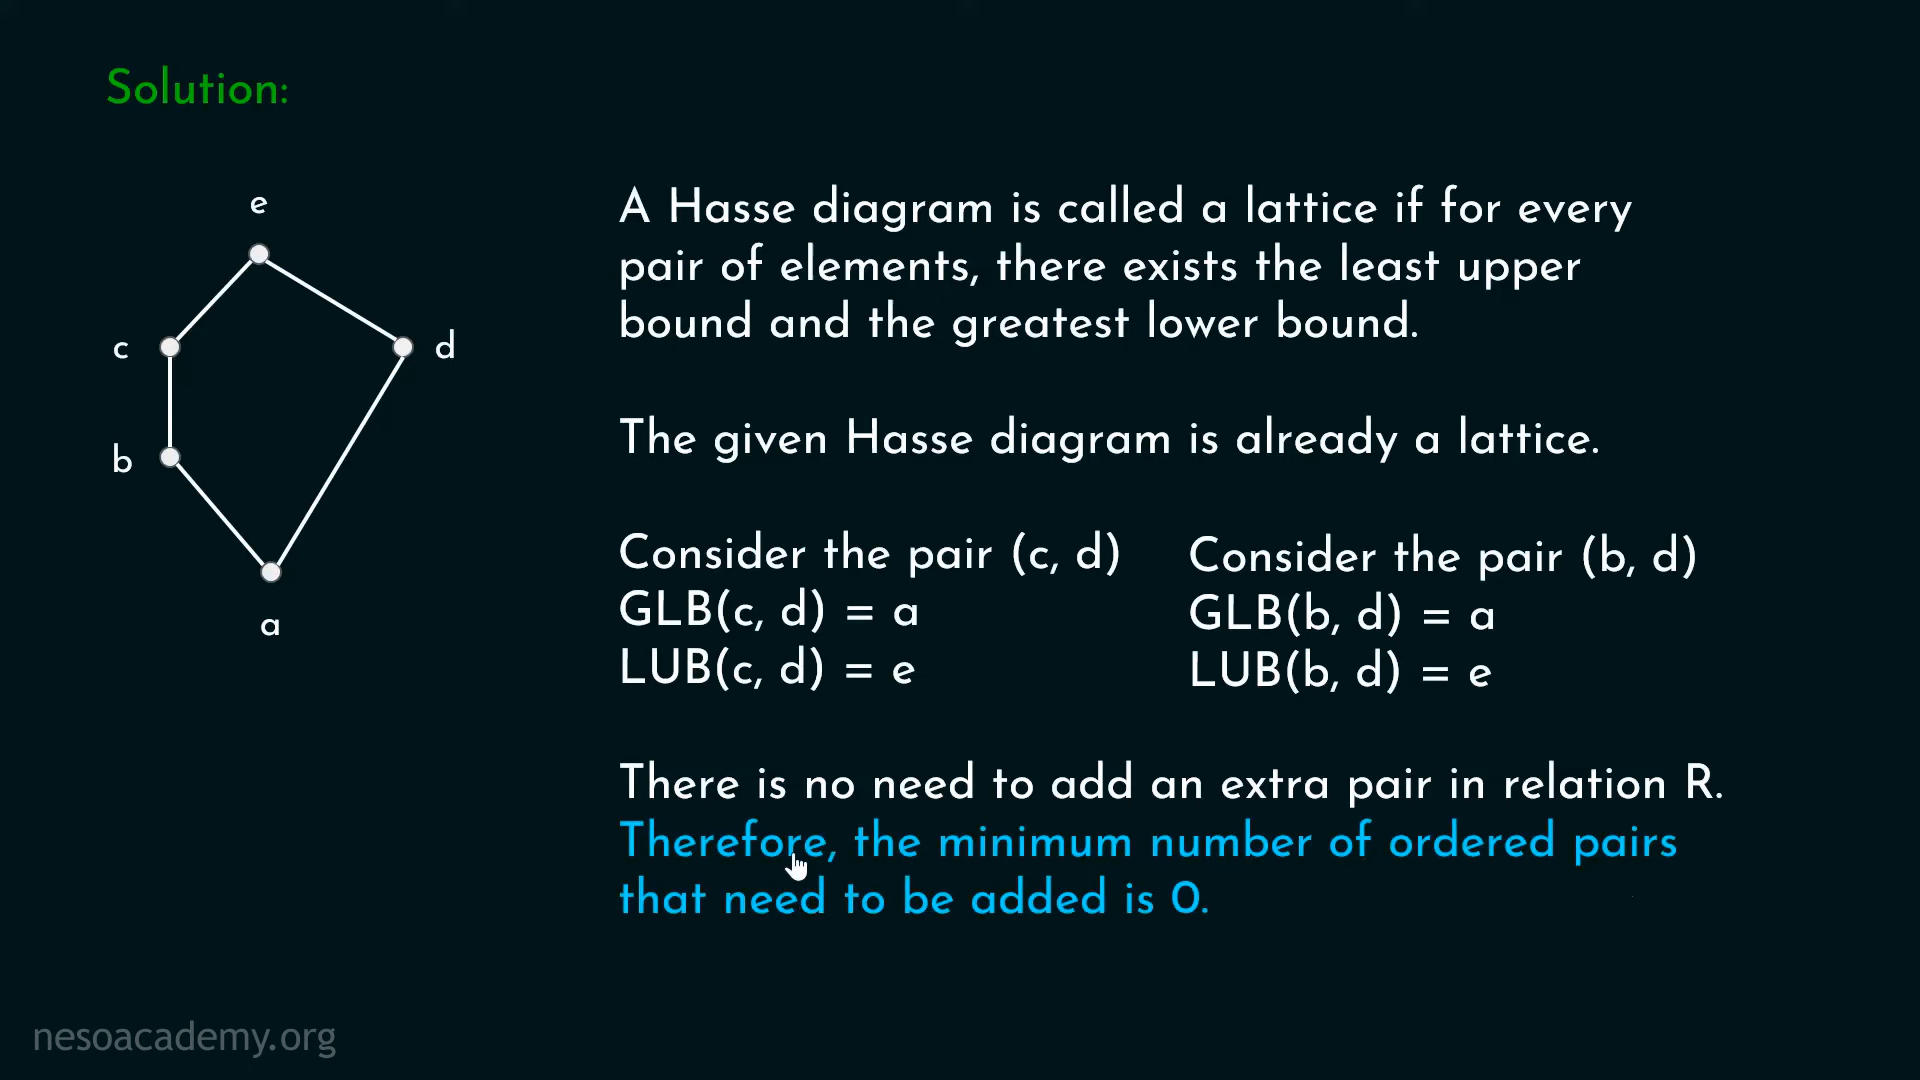 Solution:
e
c
d
b
a
A Hasse diagram is called a lattice if for every
pair of elements, there exists the least upper
bound and the greatest lower bound.
The given Hasse diagram is already a lattice.
Consider the pair (c, d)
GLB(c, d) = a
LUB(c, d) = e
Consider the pair (b, d)
GLB(b, d) = a
LUB(b, d) = e
There is no need to add an extra pair in relation R.
Therefore, the minimum number of ordered pairs
that need to be added is 0.
nesoacademy.org